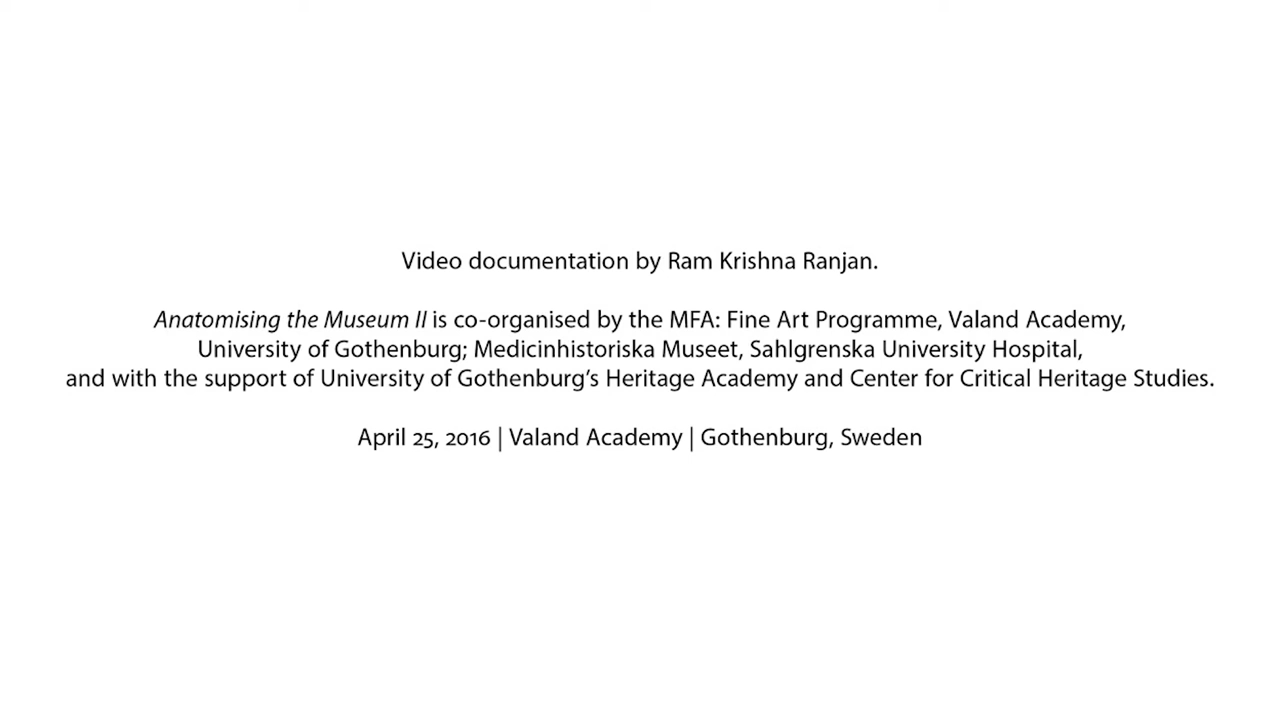 Video documentation by Ram Krishna Ranjan.
Anatomising the Museum II is co-organised by the MFA: Fine Art Programme, Valand Academy,
University of Gothenburg; Medicinhistoriska Museet, Sahlgrenska University Hospital,
and with the support of University of Gothenburg’s Heritage Academy and Center for Critical Heritage Studies.
April 25, 2016 | Valand Academy | Gothenburg, Sweden